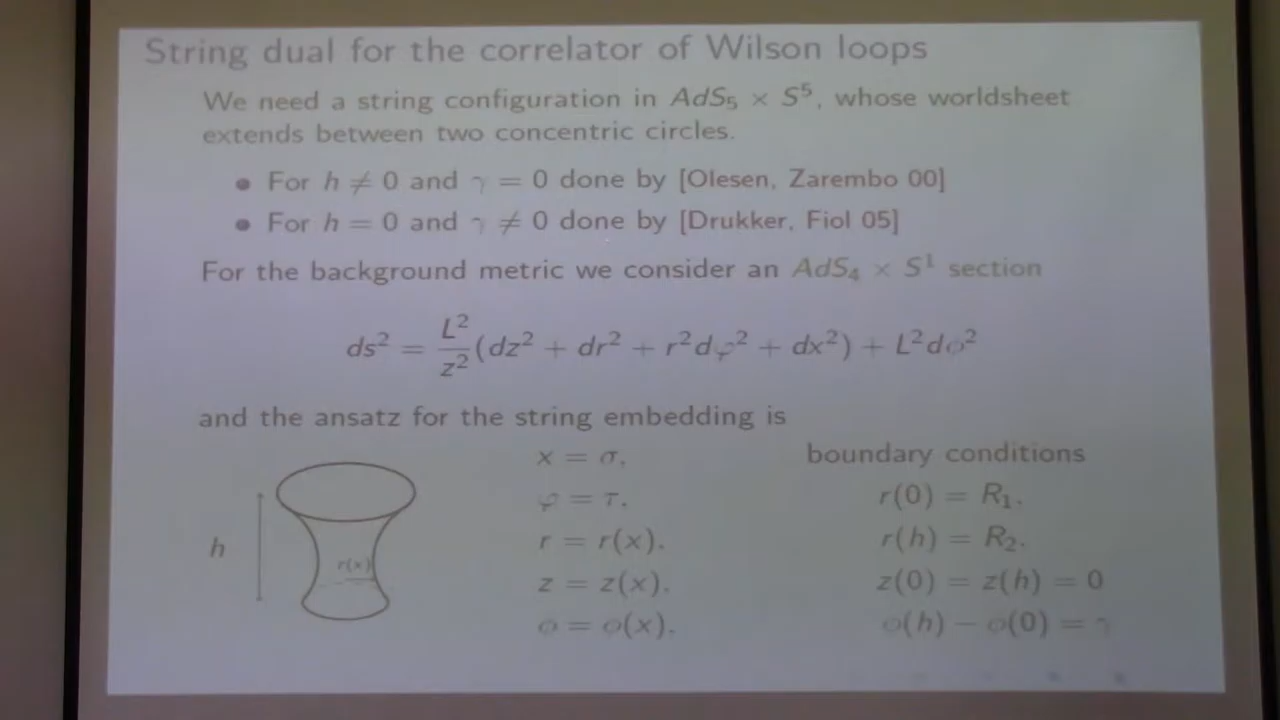 String dual for the correlator of Wilson loops
We need a string configuration in AdS₅ × S⁵, whose worldsheet
extends between two concentric circles.
• For h ≠ 0 and γ = 0 done by [Olesen, Zarembo 00]
• For h = 0 and γ ≠ 0 done by [Drukker, Fiol 05]
For the background metric we consider an AdS₄ × S¹ section
ds² = L²/z² (dz² + dr² + r²dφ² + dx²) + L²dϕ²
and the ansatz for the string embedding is
x = σ,
φ = τ,
r = r(x).
z = z(x).
ϕ = ϕ(x).
boundary conditions
r(0) = R₁.
r(h) = R₂.
z(0) = z(h) = 0
ϕ(h) − ϕ(0) = γ
h
r(x)